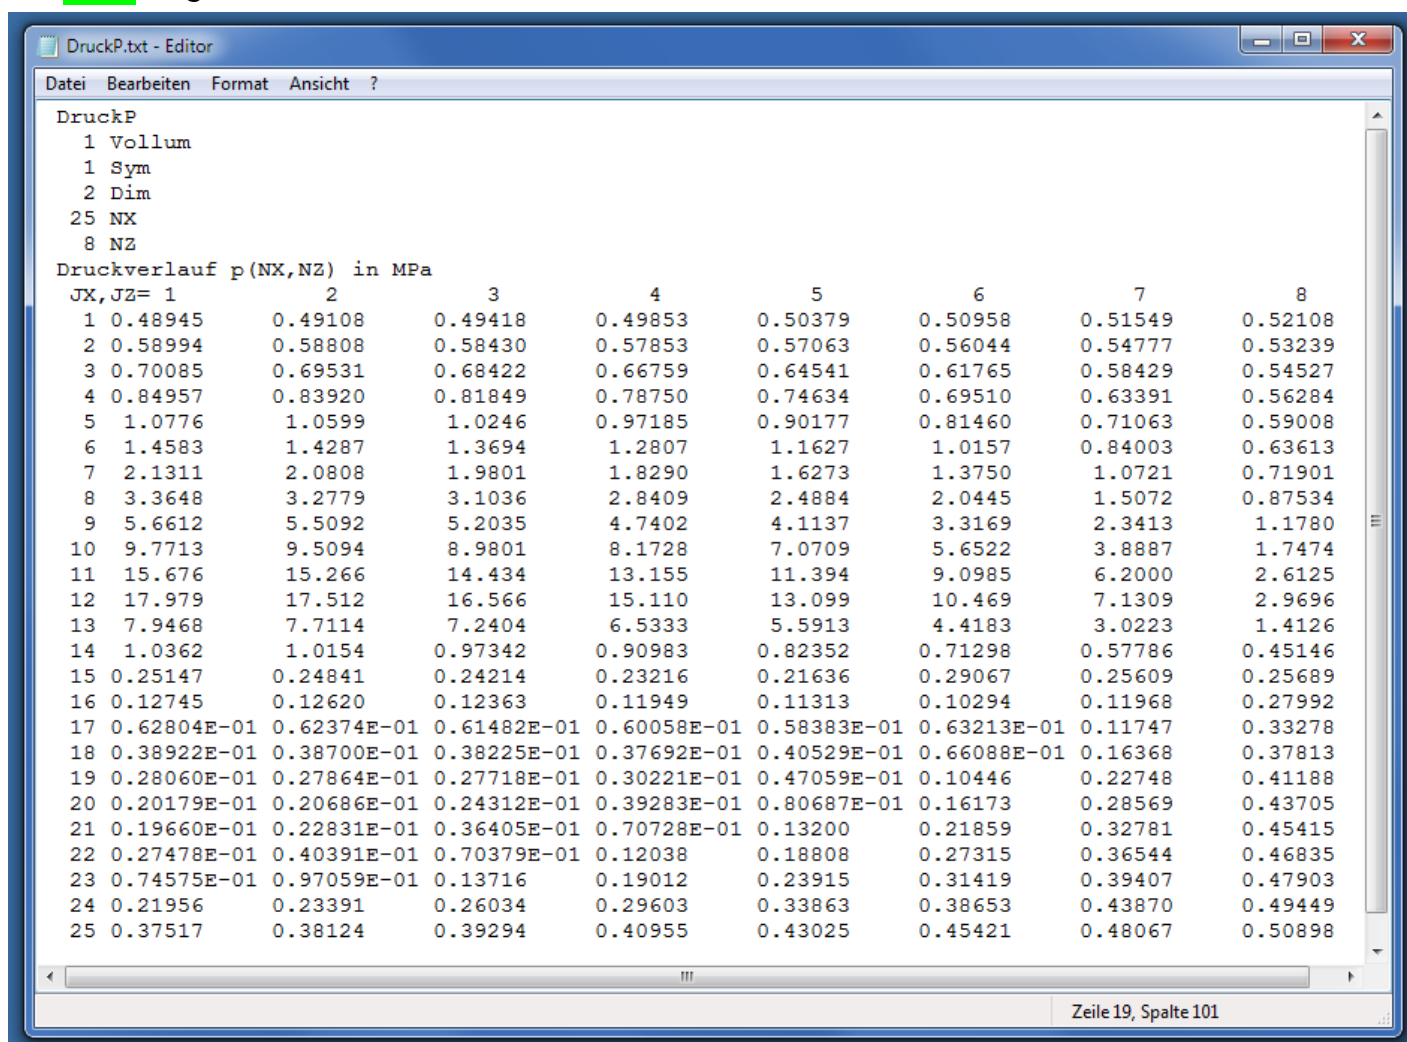 DruckP.txt - Editor
Datei Bearbeiten Format Ansicht ?
DruckP
1 Vollum
1 Sym
2 Dim
25 NX
8 NZ
Druckverlauf p(NX,NZ) in MPa
JX,JZ= 1 2 3 4 5 6 7 8
1 0.48945 0.49108 0.49418 0.49853 0.50379 0.50958 0.51549 0.52108
2 0.58994 0.58808 0.58430 0.57853 0.57063 0.56044 0.54777 0.53239
3 0.70085 0.69531 0.68422 0.66759 0.64541 0.61765 0.58429 0.54527
4 0.84957 0.83920 0.81849 0.78750 0.74634 0.69510 0.63391 0.56284
5 1.0776 1.0599 1.0246 0.97185 0.90177 0.81460 0.71063 0.59008
6 1.4583 1.4287 1.3694 1.2807 1.1627 1.0157 0.84003 0.63613
7 2.1311 2.0808 1.9801 1.8290 1.6273 1.3750 1.0721 0.71901
8 3.3648 3.2779 3.1036 2.8409 2.4884 2.0445 1.5072 0.87534
9 5.6612 5.5092 5.2035 4.7402 4.1137 3.3169 2.3413 1.1780
10 9.7713 9.5094 8.9801 8.1728 7.0709 5.6522 3.8887 1.7474
11 15.676 15.266 14.434 13.155 11.394 9.0985 6.2000 2.6125
12 17.979 17.512 16.566 15.110 13.099 10.469 7.1309 2.9696
13 7.9468 7.7114 7.2404 6.5333 5.5913 4.4183 3.0223 1.4126
14 1.0362 1.0154 0.97342 0.90983 0.82352 0.71298 0.57786 0.45146
15 0.25147 0.24841 0.24214 0.23216 0.21636 0.29067 0.25609 0.25689
16 0.12745 0.12620 0.12363 0.11949 0.11313 0.10294 0.11968 0.27992
17 0.62804E-01 0.62374E-01 0.61482E-01 0.60058E-01 0.58383E-01 0.63213E-01 0.11747 0.33278
18 0.38922E-01 0.38700E-01 0.38225E-01 0.37692E-01 0.40529E-01 0.66088E-01 0.16368 0.37813
19 0.28060E-01 0.27864E-01 0.27718E-01 0.30221E-01 0.47059E-01 0.10446 0.22748 0.41188
20 0.20179E-01 0.20686E-01 0.24312E-01 0.39283E-01 0.80687E-01 0.16173 0.28569 0.43705
21 0.19660E-01 0.22831E-01 0.36405E-01 0.70728E-01 0.13200 0.21859 0.32781 0.45415
22 0.27478E-01 0.40391E-01 0.70379E-01 0.12038 0.18808 0.27315 0.36544 0.46835
23 0.74575E-01 0.97059E-01 0.13716 0.19012 0.23915 0.31419 0.39407 0.47903
24 0.21956 0.23391 0.26034 0.29603 0.33863 0.38653 0.43870 0.49449
25 0.37517 0.38124 0.39294 0.40955 0.43025 0.45421 0.48067 0.50898
Zeile 19, Spalte 101